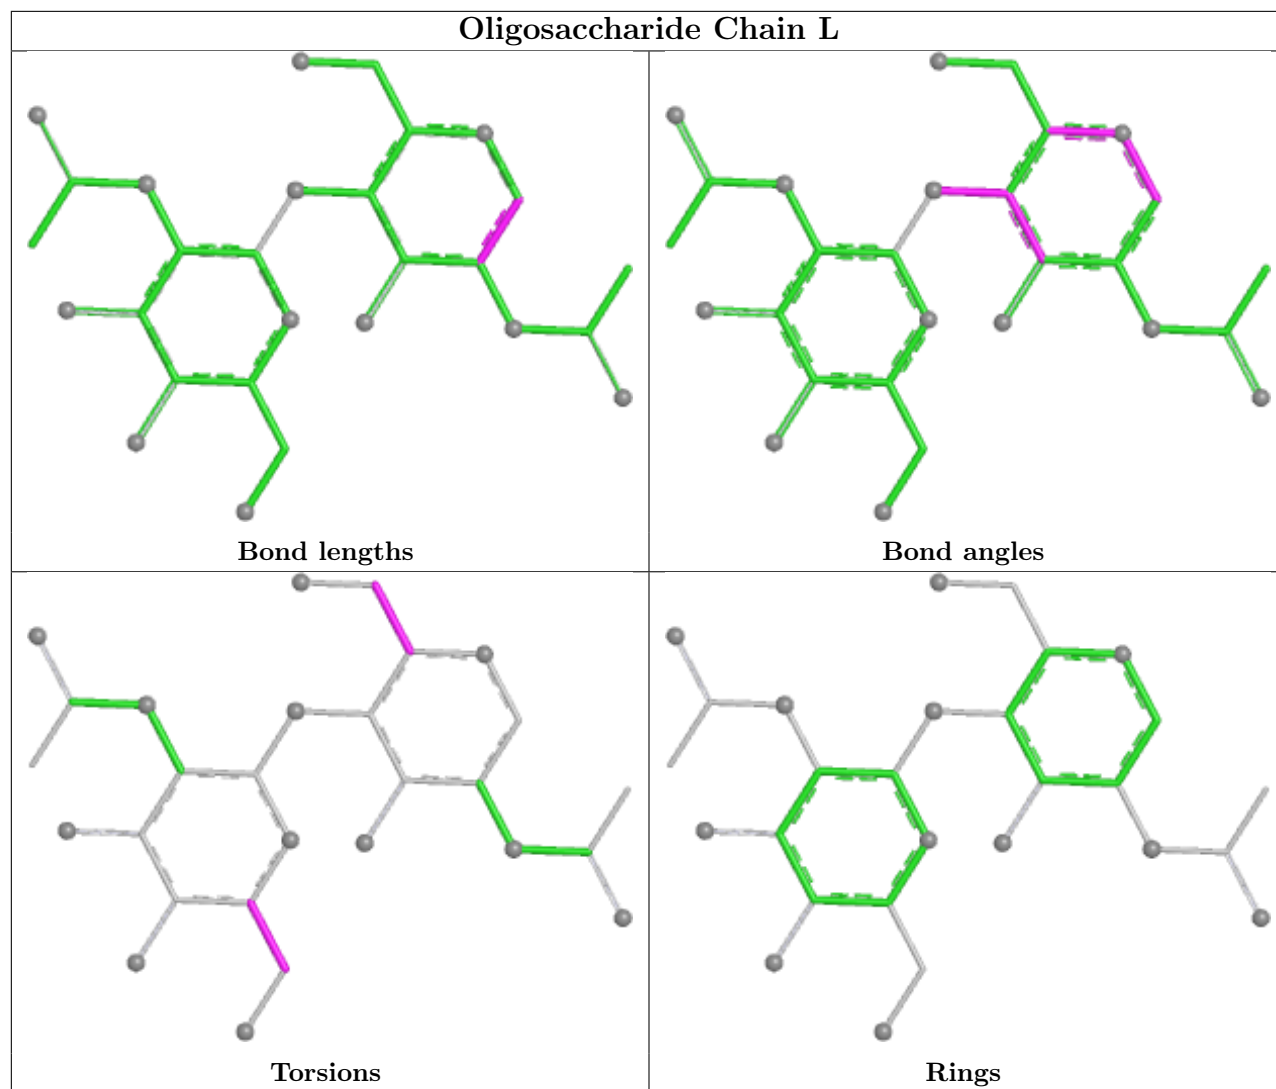 Oligosaccharide Chain L
Bond lengths
Bond angles
Torsions
Rings